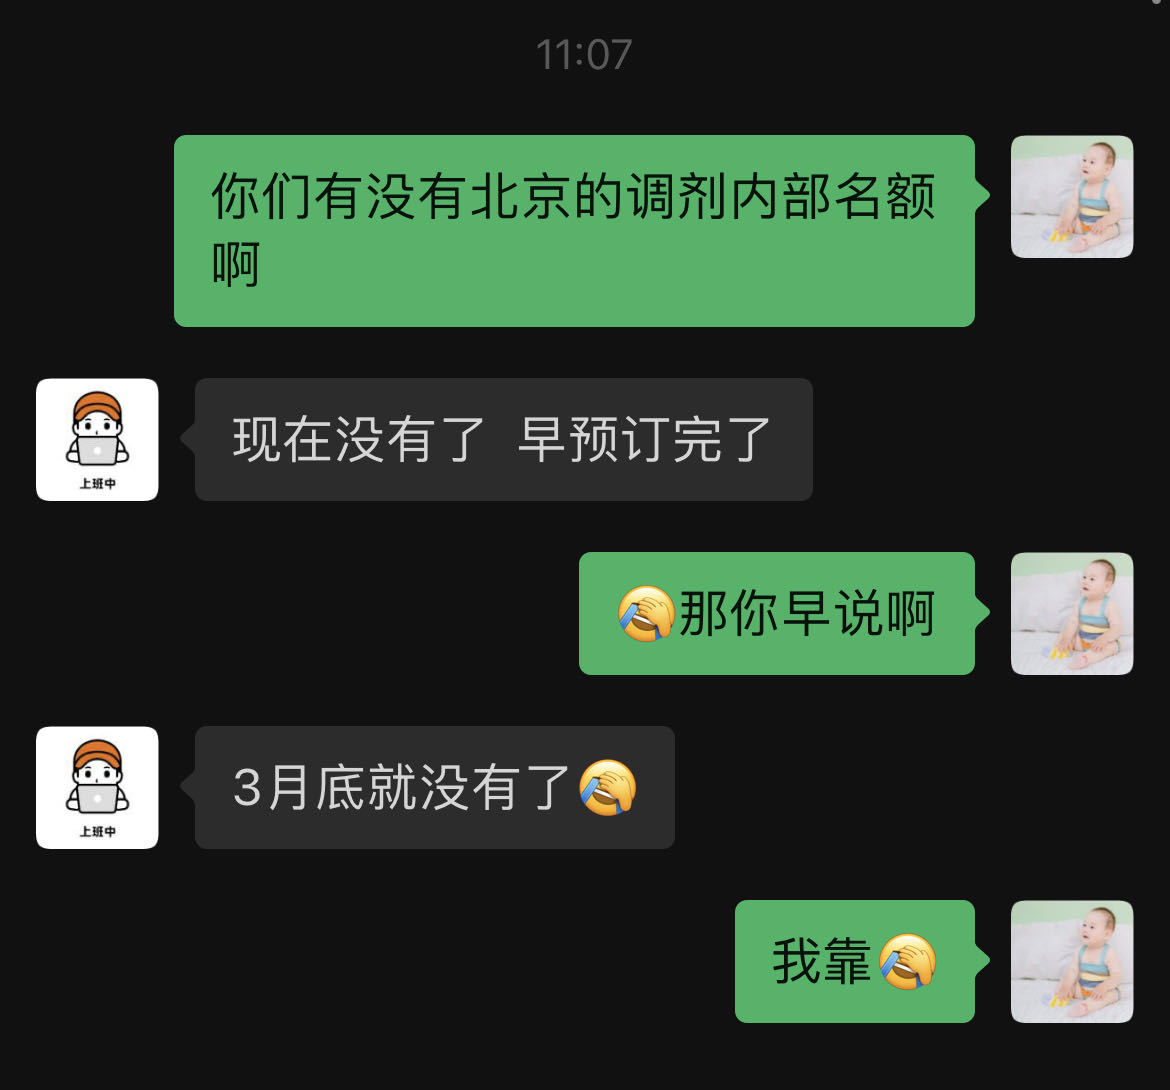 11:07
你们有没有北京的调剂内部名额
啊
现在没有了 早预订完了
上班中
🤦那你早说啊
3月底就没有了🤦
上班中
我靠🤦